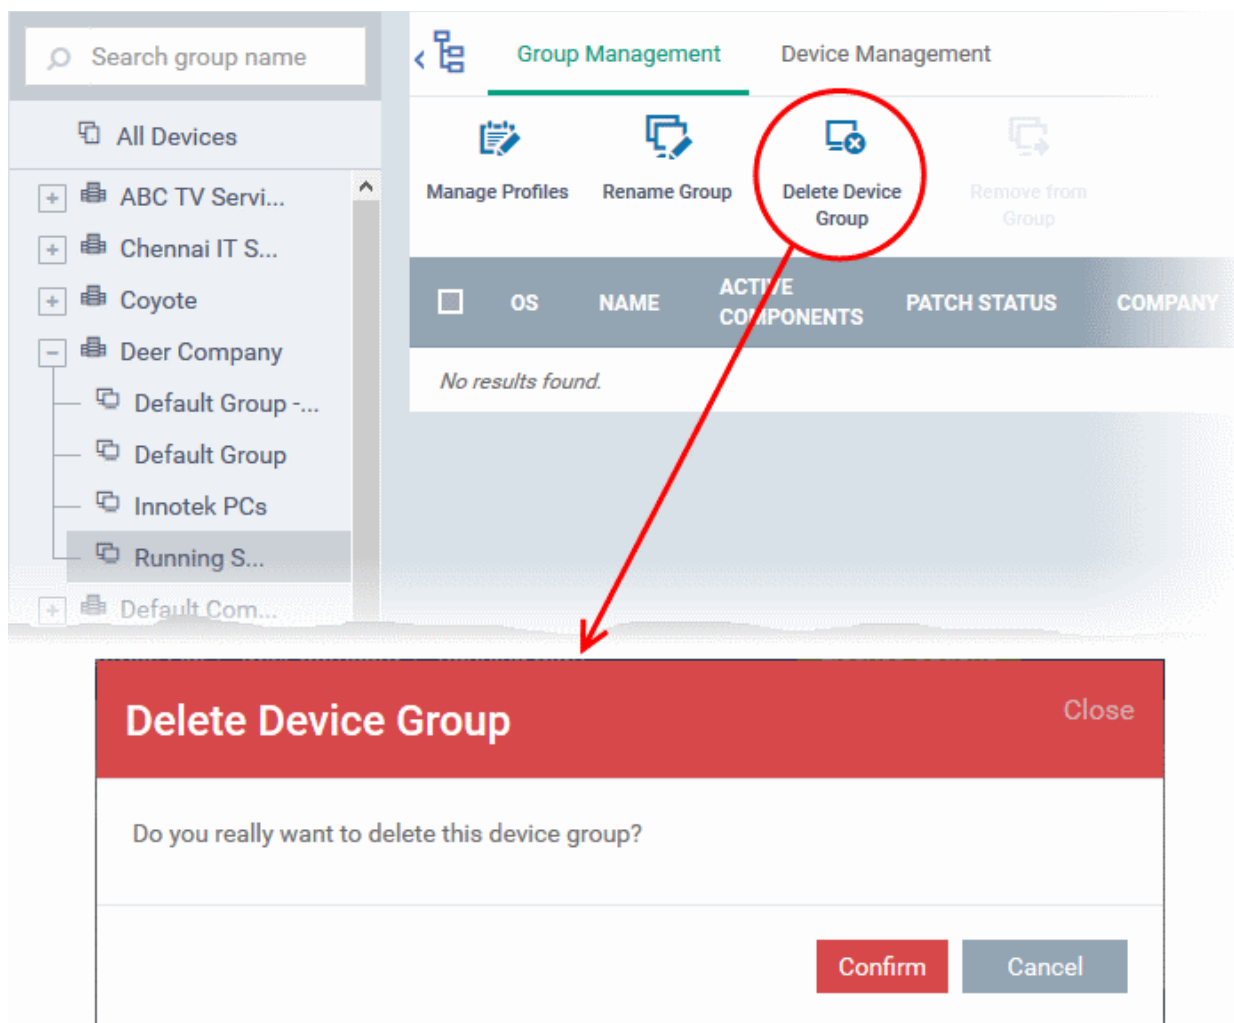 Search group name
All Devices
ABC TV Servi...
Chennai IT S...
Coyote
Deer Company
Default Group -...
Default Group
Innotek PCs
Running S...
Default Com...
Group Management
Device Management
Manage Profiles
Rename Group
Delete Device
Group
Remove from
Group
OS
NAME
ACTIVE
COMPONENTS
PATCH STATUS
COMPANY
No results found.
Delete Device Group
Close
Do you really want to delete this device group?
Confirm
Cancel